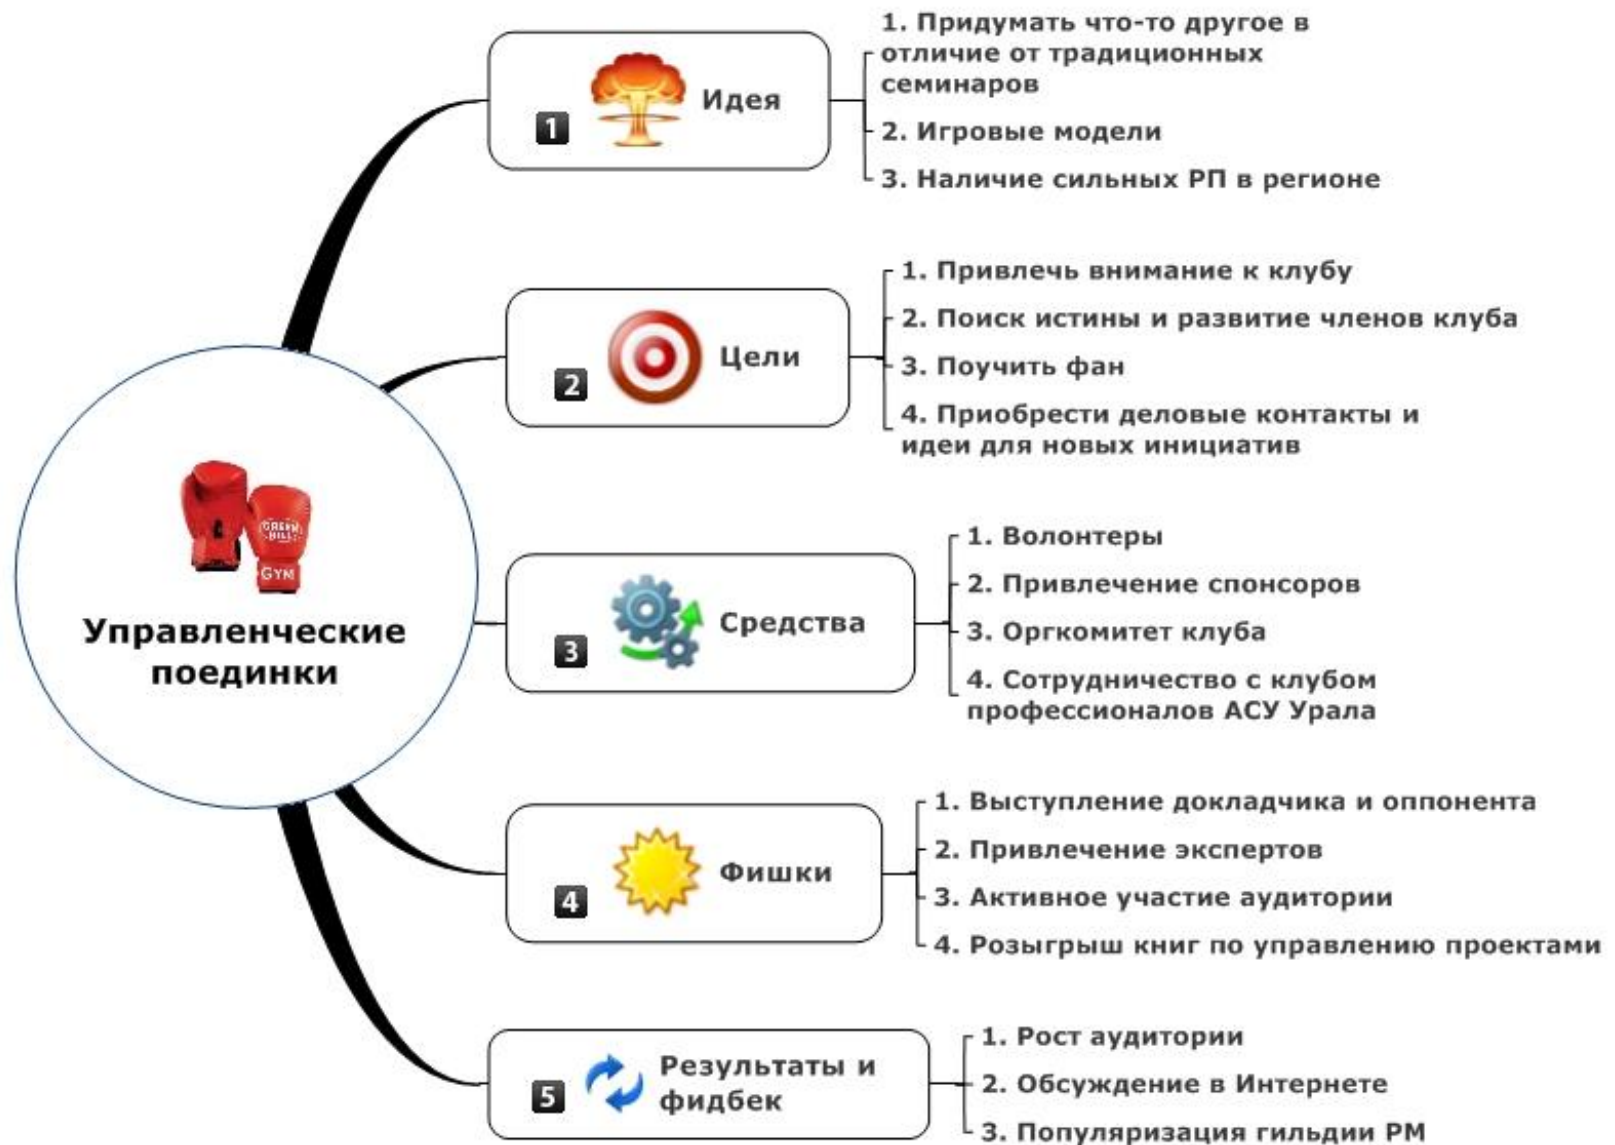 1. Придумать что-то другое в
отличие от традиционных
семинаров
1
Идея
2. Игровые модели
3. Наличие сильных РП в регионе
1. Привлечь внимание к клубу
2. Поиск истины и развитие членов клуба
2
Цели
3. Поучить фан
4. Приобрести деловые контакты и
идеи для новых инициатив
GREEN
HILL
GYM
Управленческие
поединки
1. Волонтеры
2. Привлечение спонсоров
3
Средства
3. Оргкомитет клуба
4. Сотрудничество с клубом
профессионалов АСУ Урала
1. Выступление докладчика и оппонента
2. Привлечение экспертов
4
Фишки
3. Активное участие аудитории
4. Розыгрыш книг по управлению проектами
5
Результаты и
фидбек
1. Рост аудитории
2. Обсуждение в Интернете
3. Популяризация гильдии PM